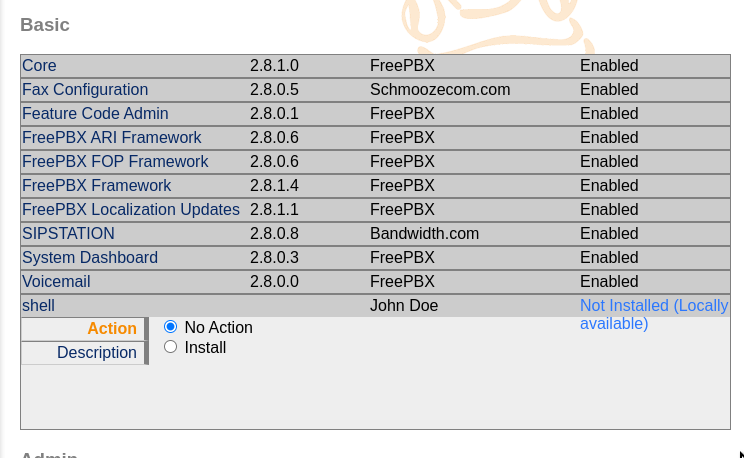 Basic
Core 2.8.1.0 FreePBX Enabled
Fax Configuration 2.8.0.5 Schmoozecom.com Enabled
Feature Code Admin 2.8.0.1 FreePBX Enabled
FreePBX ARI Framework 2.8.0.6 FreePBX Enabled
FreePBX FOP Framework 2.8.0.6 FreePBX Enabled
FreePBX Framework 2.8.1.4 FreePBX Enabled
FreePBX Localization Updates 2.8.1.1 FreePBX Enabled
SIPSTATION 2.8.0.8 Bandwidth.com Enabled
System Dashboard 2.8.0.3 FreePBX Enabled
Voicemail 2.8.0.0 FreePBX Enabled
shell John Doe Not Installed (Locally
available)
Action No Action
Description Install
Admin